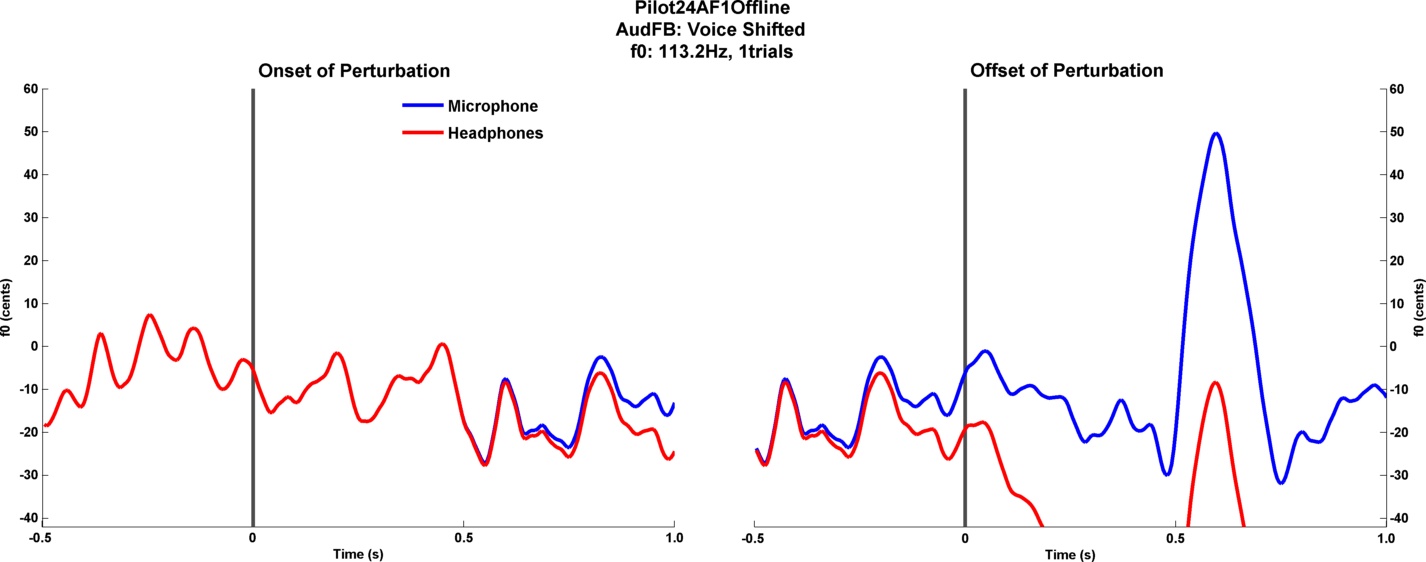 Pilot24AF1Offline
AudFB: Voice Shifted
f0: 113.2Hz, 1trials
Onset of Perturbation
Offset of Perturbation
Microphone
Headphones
60
50
40
30
20
10
0
-10
-20
-30
-40
f0 (cents)
-0.5
0
0.5
1.0
Time (s)
60
50
40
30
20
10
0
-10
-20
-30
-40
f0 (cents)
-0.5
0
0.5
1.0
Time (s)